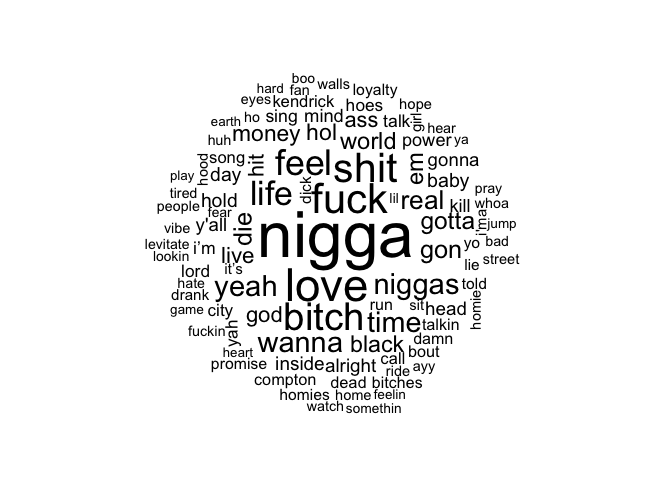 boo
hard fan walls loyalty
eyes kendrick hoes hope
earth ho sing mind ass talk girl
huh money hol world power ya hear
hood song day hit feel shit em gonna
play life dick fuck lil real baby pray
tired hold kill whoa
people fear
vibe y'all die nigga gotta ima jump
levitate i'm live gon yo bad
lookin lord it's lie street
hate yeah love niggas told
drank
game city god bitch run sit head homie
fuckin yah time talkin
wanna black damn
heart bout
promise inside alright call ride ayy
compton dead bitches
homies home feelin
watch somethin